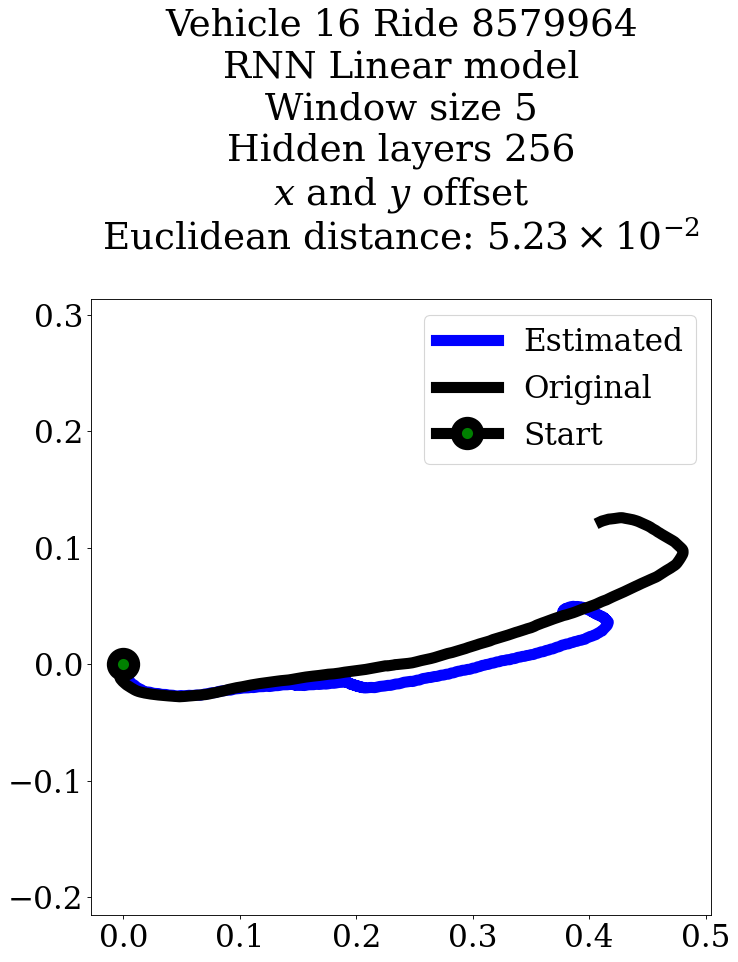 Vehicle 16 Ride 8579964
RNN Linear model
Window size 5
Hidden layers 256
x and y offset
Euclidean distance: 5.23 × 10⁻²
Estimated
Original
Start
0.3
0.2
0.1
0.0
−0.1
−0.2
0.0 0.1 0.2 0.3 0.4 0.5